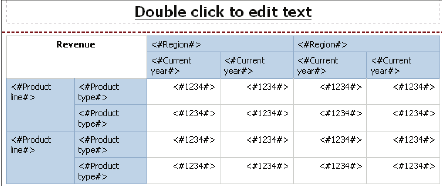 Double click to edit text
Revenue <#Region#> <#Region#>
<#Current year#> <#Current year#> <#Current year#> <#Current year#>
<#Product line#> <#Product type#> <#1234#> <#1234#> <#1234#> <#1234#>
<#Product type#> <#1234#> <#1234#> <#1234#> <#1234#>
<#Product line#> <#Product type#> <#1234#> <#1234#> <#1234#> <#1234#>
<#Product type#> <#1234#> <#1234#> <#1234#> <#1234#>